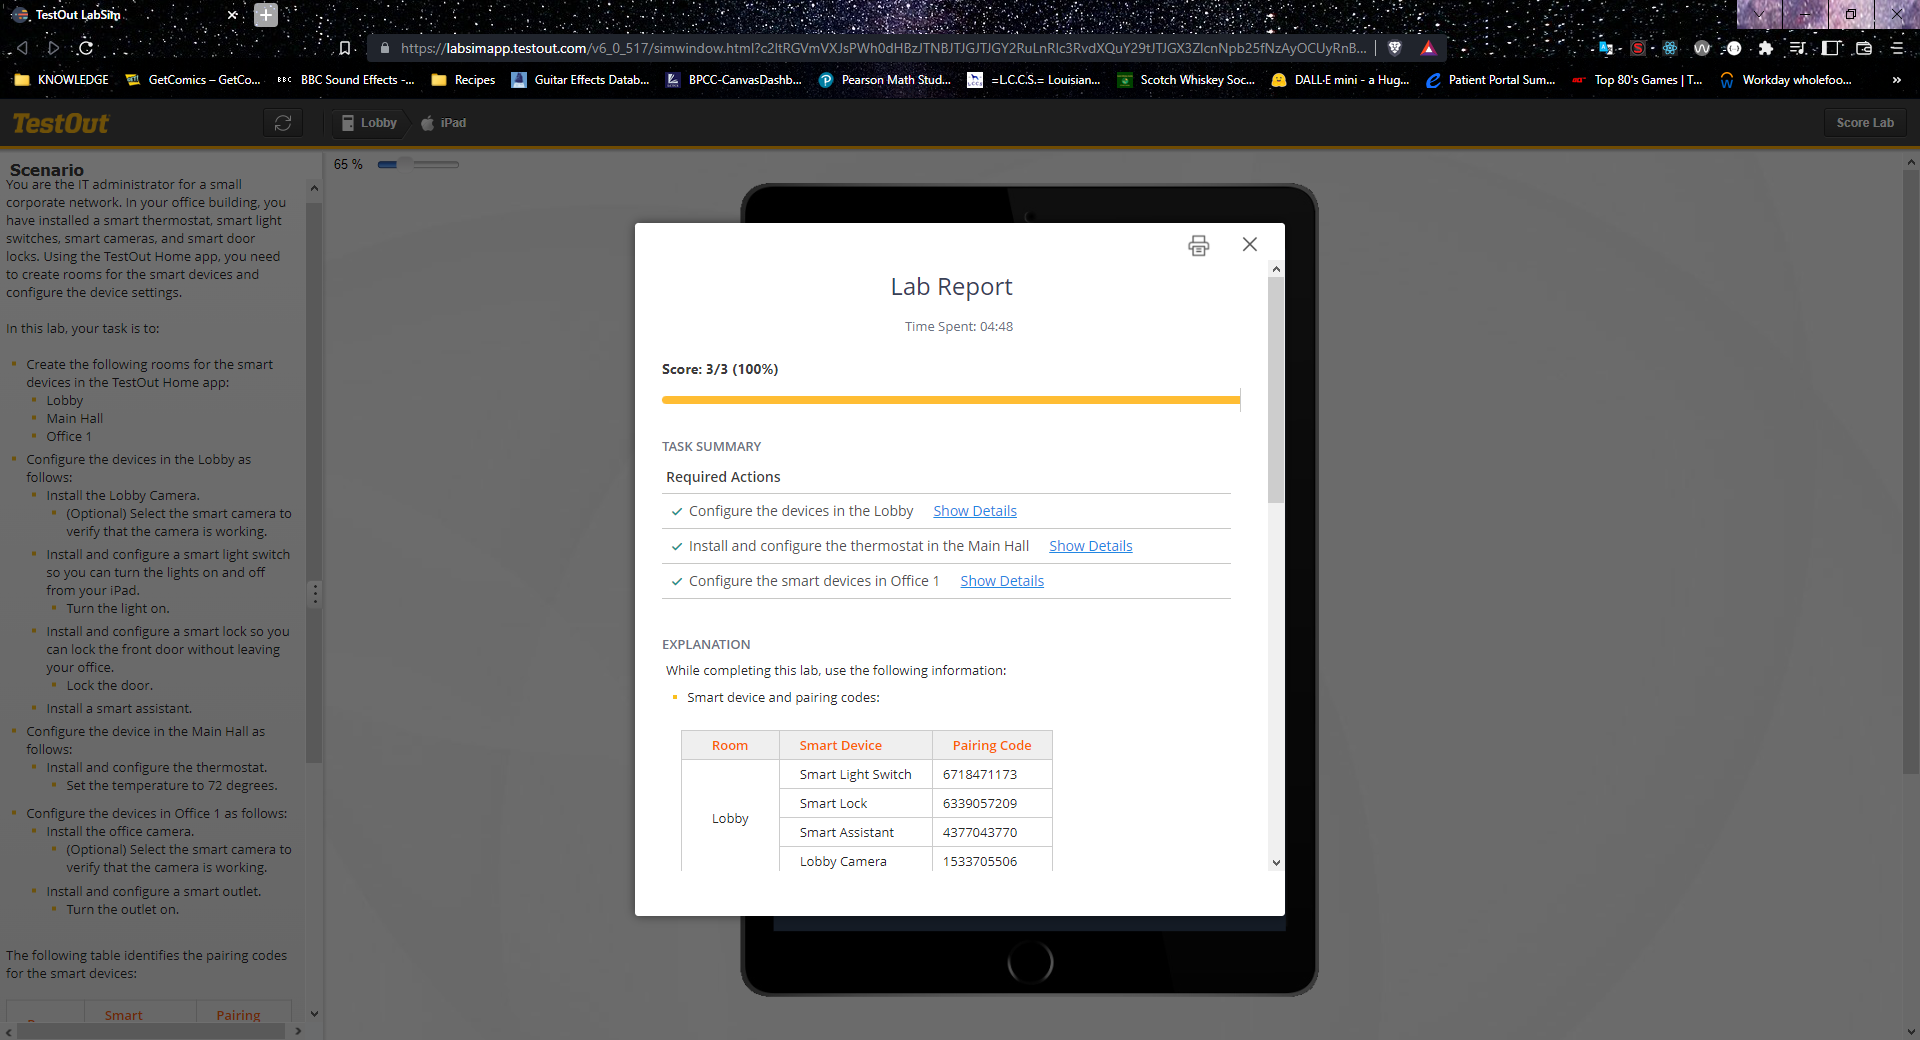 TestOut LabSim
https://labsimapp.testout.com/v6_0_517/simwindow.html?c2ltRGVmVXJsPWh0dHBzJTNBJTJGJTJGY2RuLnRlc3RvdXQuY29tJTJGX3ZlcnNpb25fNzAyOCUyRnB...
KNOWLEDGE
GetComics – GetCo...
BBC BBC Sound Effects -...
Recipes
Guitar Effects Datab...
BPCC-CanvasDashb...
Pearson Math Stud...
=L.C.C.S.= Louisian...
Scotch Whiskey Soc...
DALL·E mini - a Hug...
Patient Portal Sum...
Top 80's Games | T...
Workday wholefoo...
»
TestOut
Lobby
iPad
Score Lab
Scenario
You are the IT administrator for a small
corporate network. In your office building, you
have installed a smart thermostat, smart light
switches, smart cameras, and smart door
locks. Using the TestOut Home app, you need
to create rooms for the smart devices and
configure the device settings.
In this lab, your task is to:
Create the following rooms for the smart
devices in the TestOut Home app:
Lobby
Main Hall
Office 1
Configure the devices in the Lobby as
follows:
Install the Lobby Camera.
(Optional) Select the smart camera to
verify that the camera is working.
Install and configure a smart light switch
so you can turn the lights on and off
from your iPad.
Turn the light on.
Install and configure a smart lock so you
can lock the front door without leaving
your office.
Lock the door.
Install a smart assistant.
Configure the device in the Main Hall as
follows:
Install and configure the thermostat.
Set the temperature to 72 degrees.
Configure the devices in Office 1 as follows:
Install the office camera.
(Optional) Select the smart camera to
verify that the camera is working.
Install and configure a smart outlet.
Turn the outlet on.
The following table identifies the pairing codes
for the smart devices:
Smart
Pairing
65 %
Lab Report
Time Spent: 04:48
Score: 3/3 (100%)
TASK SUMMARY
Required Actions
Configure the devices in the Lobby Show Details
Install and configure the thermostat in the Main Hall Show Details
Configure the smart devices in Office 1 Show Details
EXPLANATION
While completing this lab, use the following information:
Smart device and pairing codes:
Room Smart Device Pairing Code
Smart Light Switch 6718471173
Smart Lock 6339057209
Lobby
Smart Assistant 4377043770
Lobby Camera 1533705506